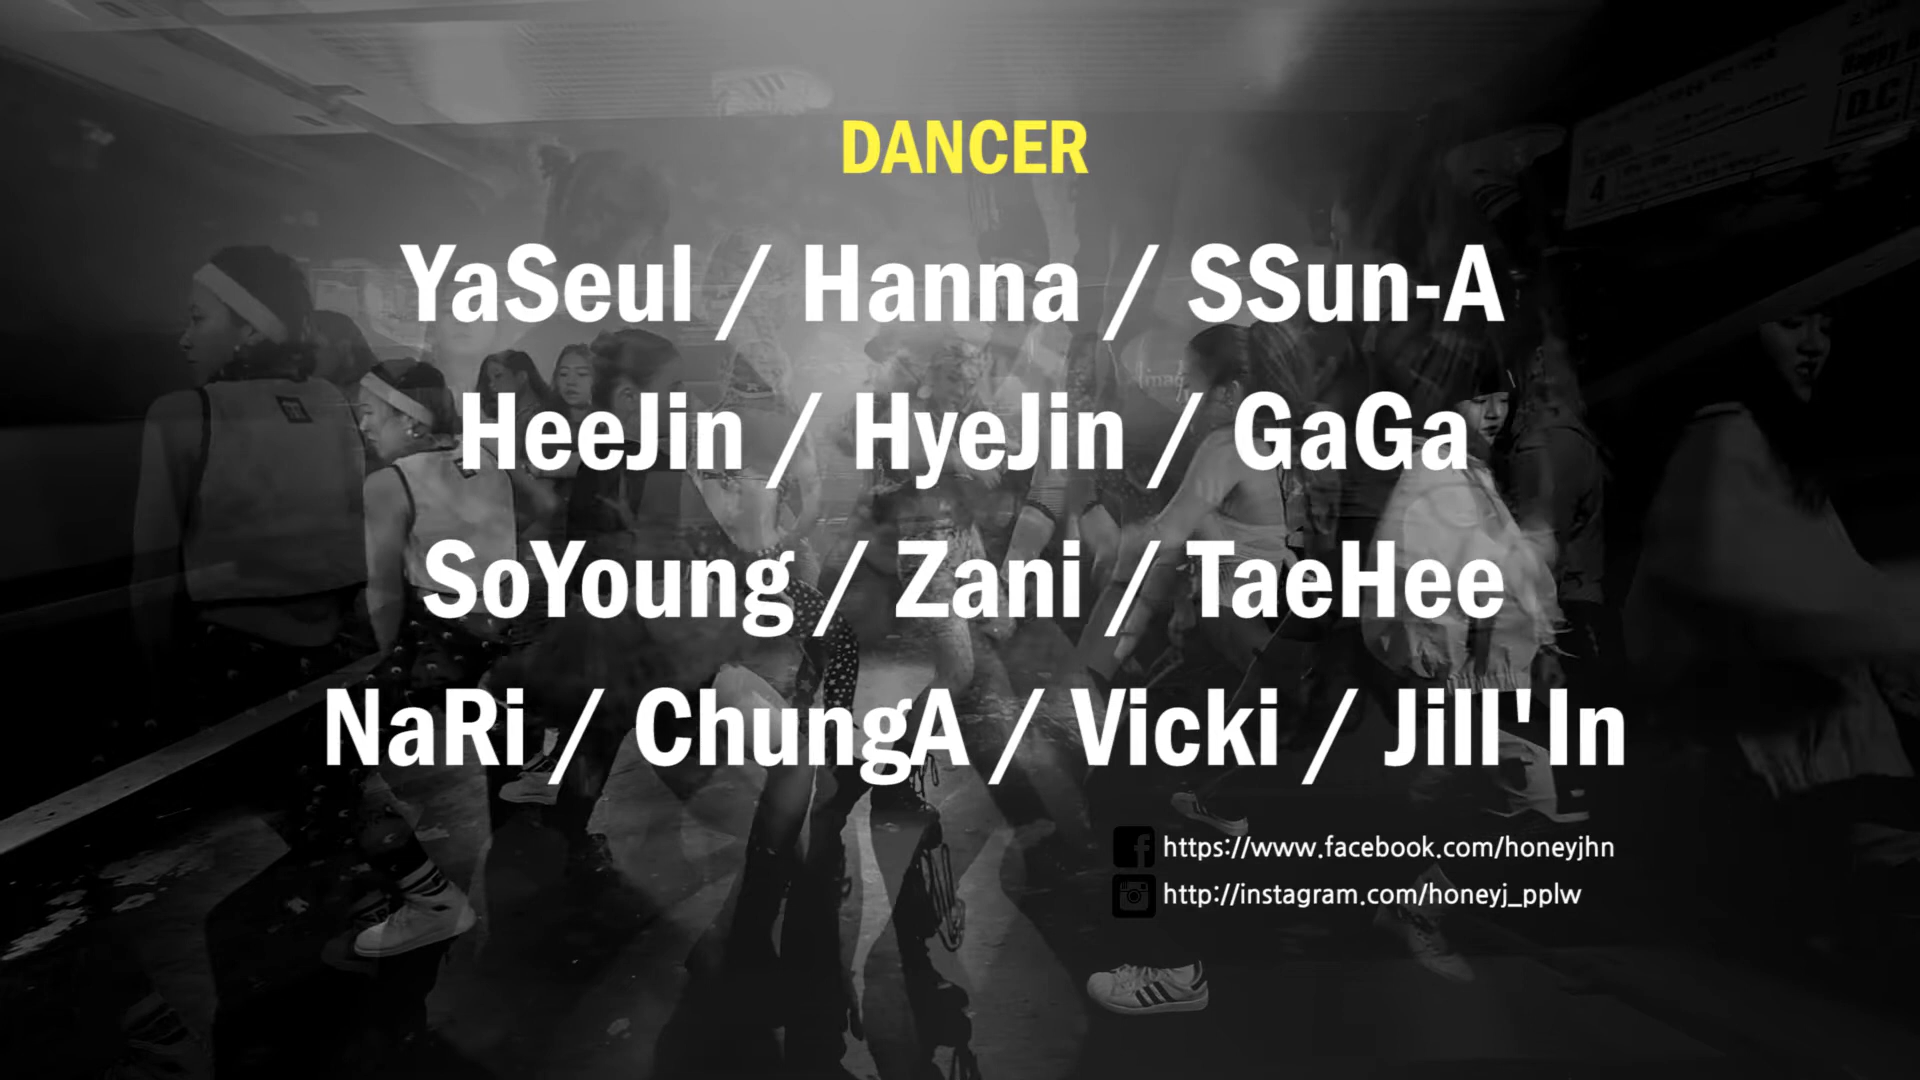 DANCER
YaSeul / Hanna / SSun-A
HeeJin / HyeJin / GaGa
SoYoung / Zani / TaeHee
NaRi / ChungA / Vicki / Jill'In
https://www.facebook.com/honeyjhn
http://instagram.com/honeyj_pplw
D.C
4